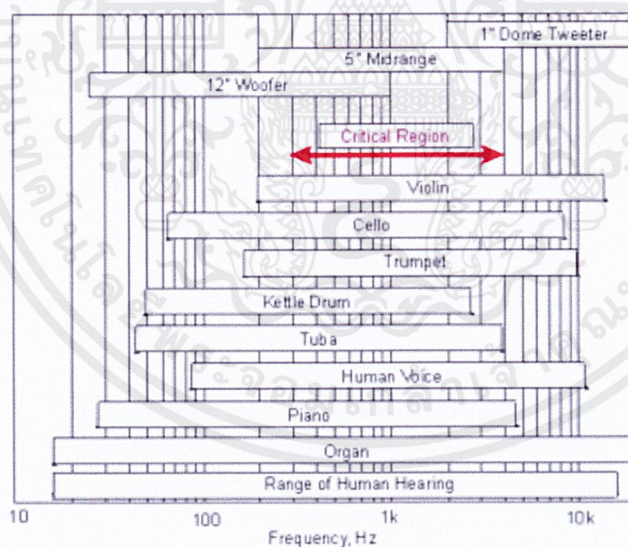 1" Dome Tweeter
5" Midrange
12" Woofer
Critical Region
Violin
Cello
Trumpet
Kettle Drum
Tuba
Human Voice
Piano
Organ
Range of Human Hearing
10 100 1k 10k
Frequency, Hz